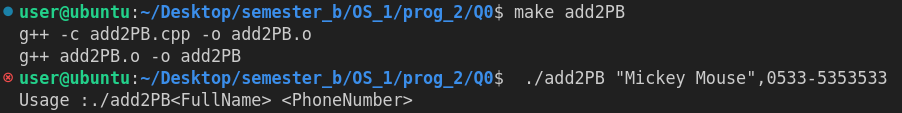 user@ubuntu:~/Desktop/semester_b/OS_1/prog_2/Q0$ make add2PB
g++ -c add2PB.cpp -o add2PB.o
g++ add2PB.o -o add2PB
user@ubuntu:~/Desktop/semester_b/OS_1/prog_2/Q0$  ./add2PB "Mickey Mouse",0533-5353533
Usage :./add2PB<FullName> <PhoneNumber>